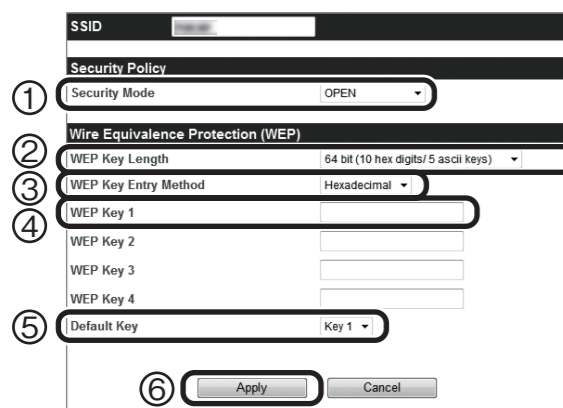 SSID
Security Policy
① Security Mode OPEN
Wire Equivalence Protection (WEP)
② WEP Key Length 64 bit (10 hex digits/ 5 ascii keys)
③ WEP Key Entry Method Hexadecimal
④ WEP Key 1
WEP Key 2
WEP Key 3
WEP Key 4
⑤ Default Key Key 1
⑥ Apply Cancel